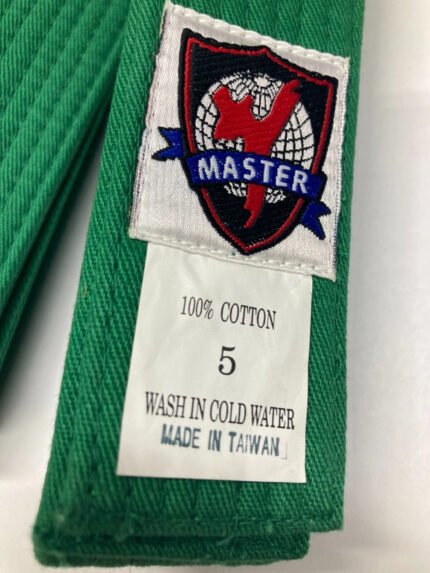 MASTER
100% COTTON
5
WASH IN COLD WATER
MADE IN TAIWAN